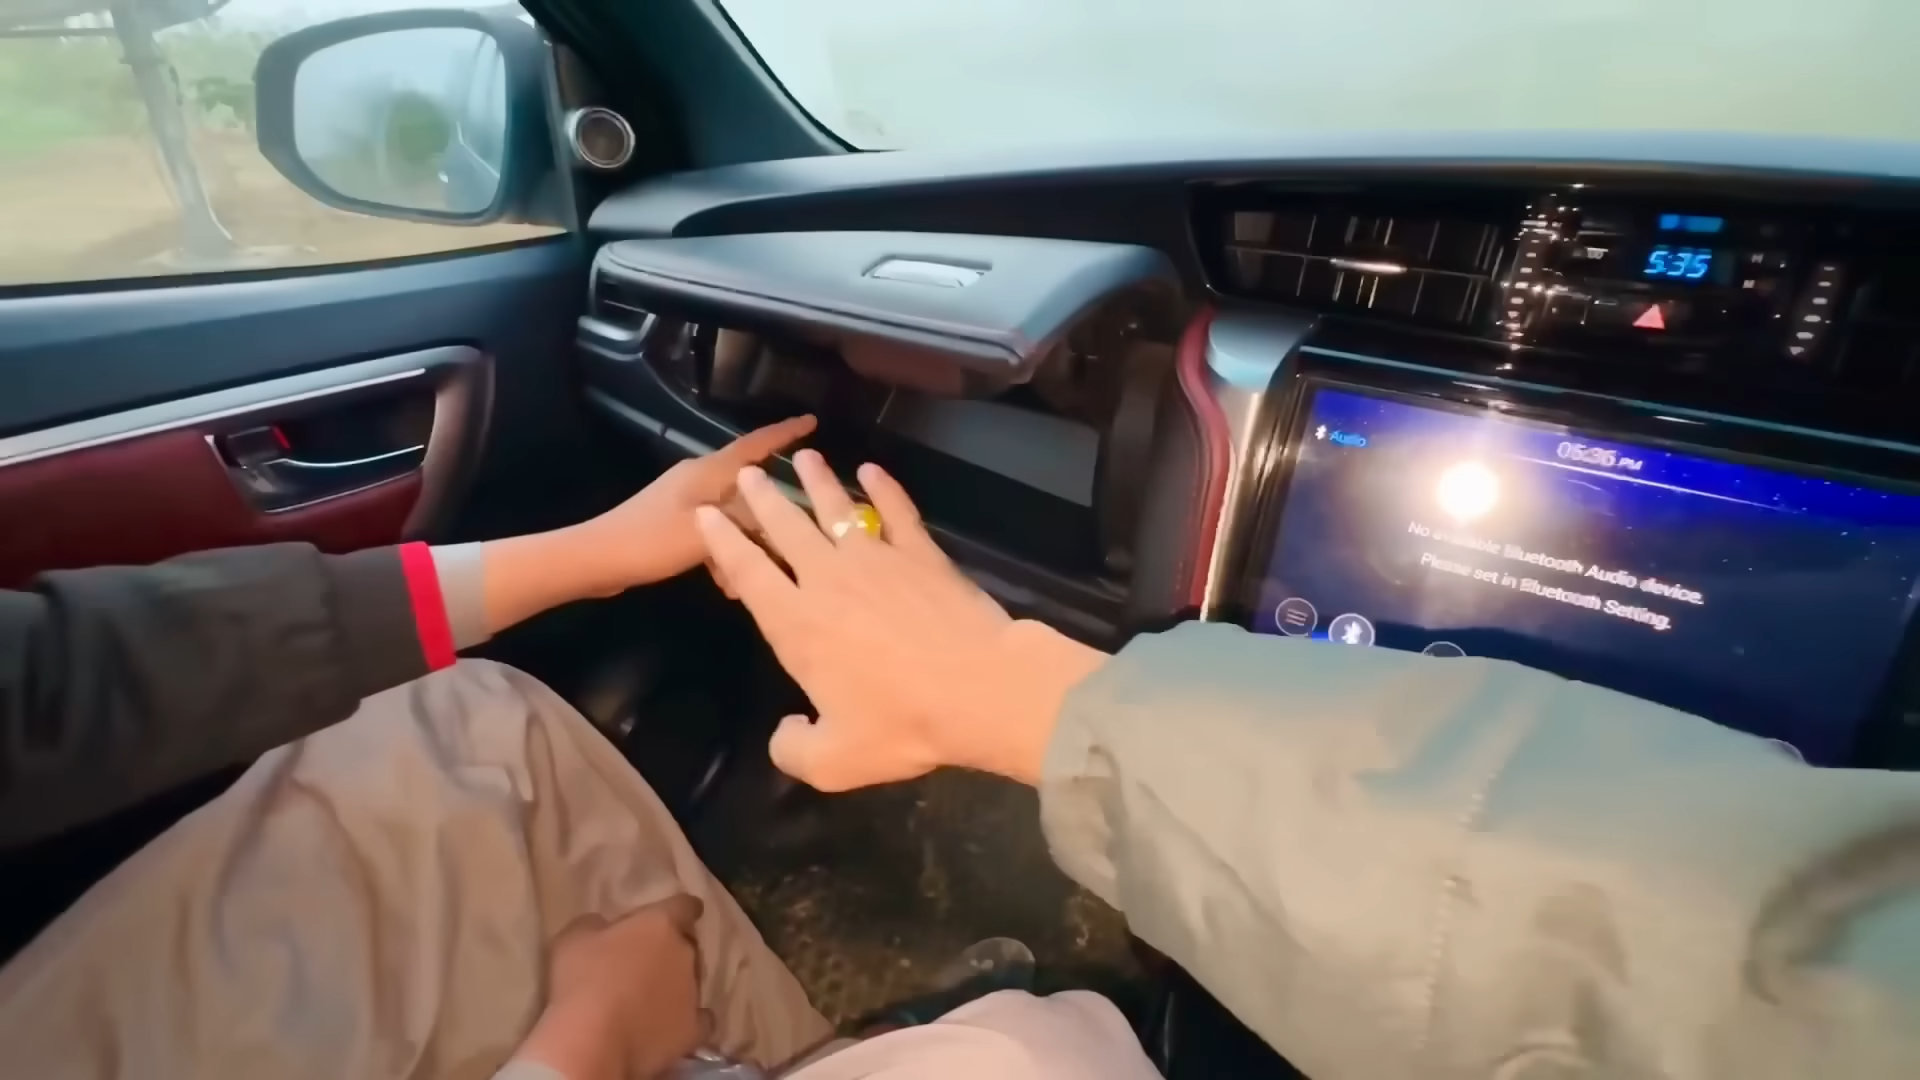 5:35
Audio
05:36 PM
No available Bluetooth Audio device.
Please set in Bluetooth Setting.